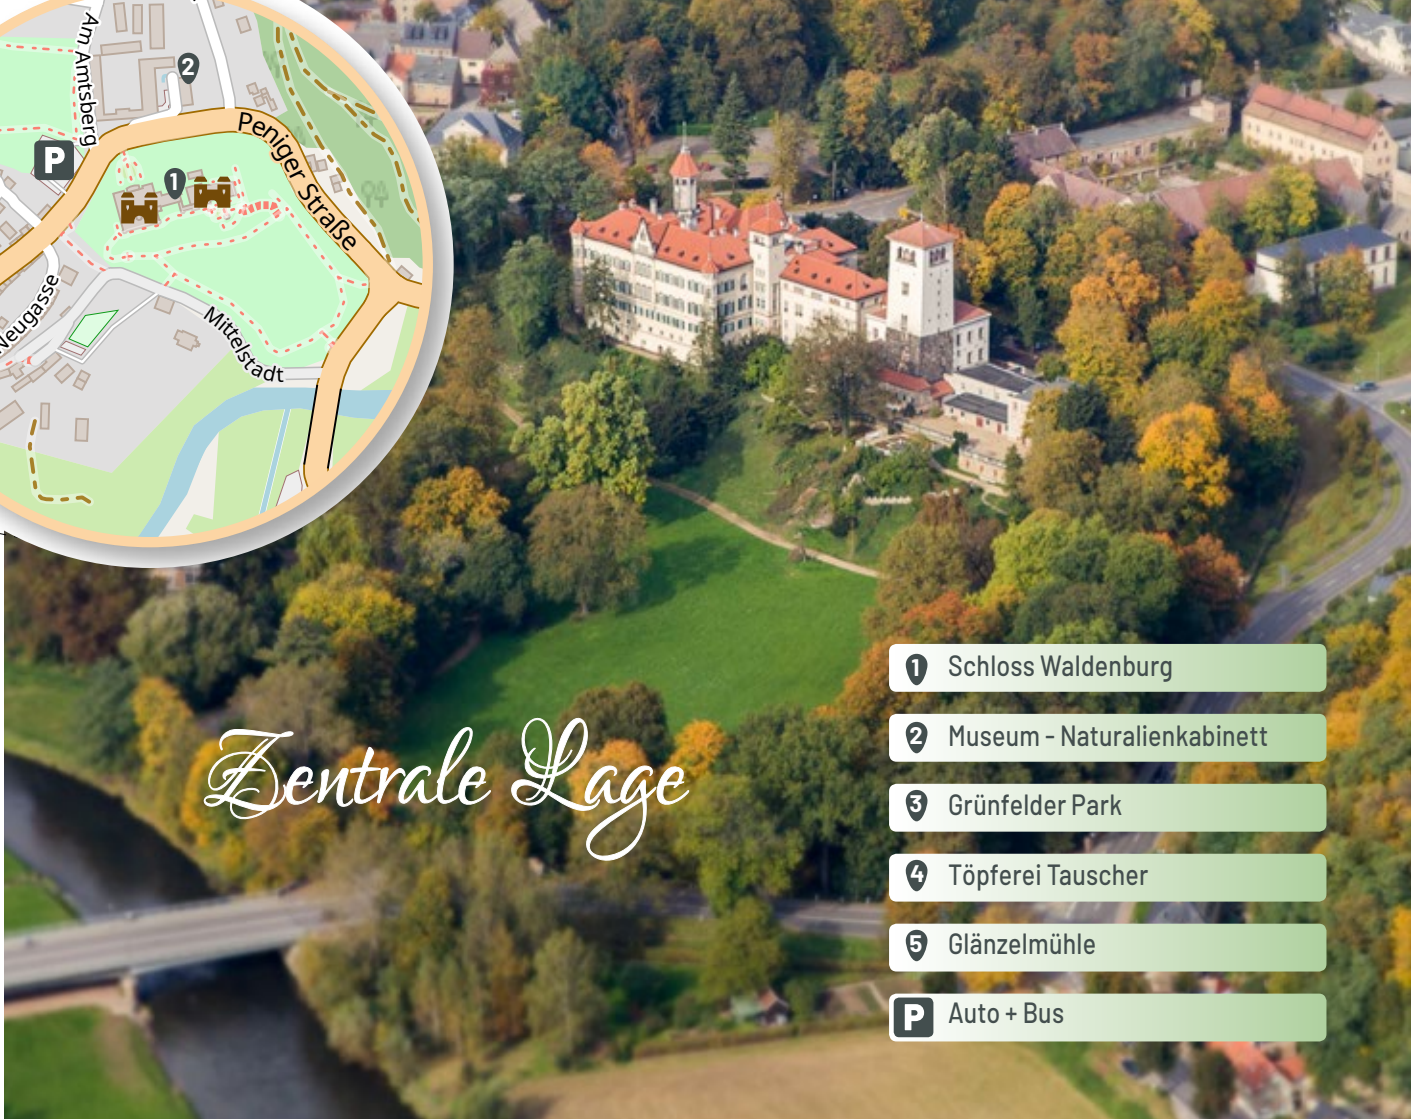 Am Amtsberg
2
P
Peniger Straße
1
Neugasse
Mittelstadt
Zentrale Lage
1 Schloss Waldenburg
2 Museum - Naturalienkabinett
3 Grünfelder Park
4 Töpferei Tauscher
5 Glänzelmühle
P Auto + Bus